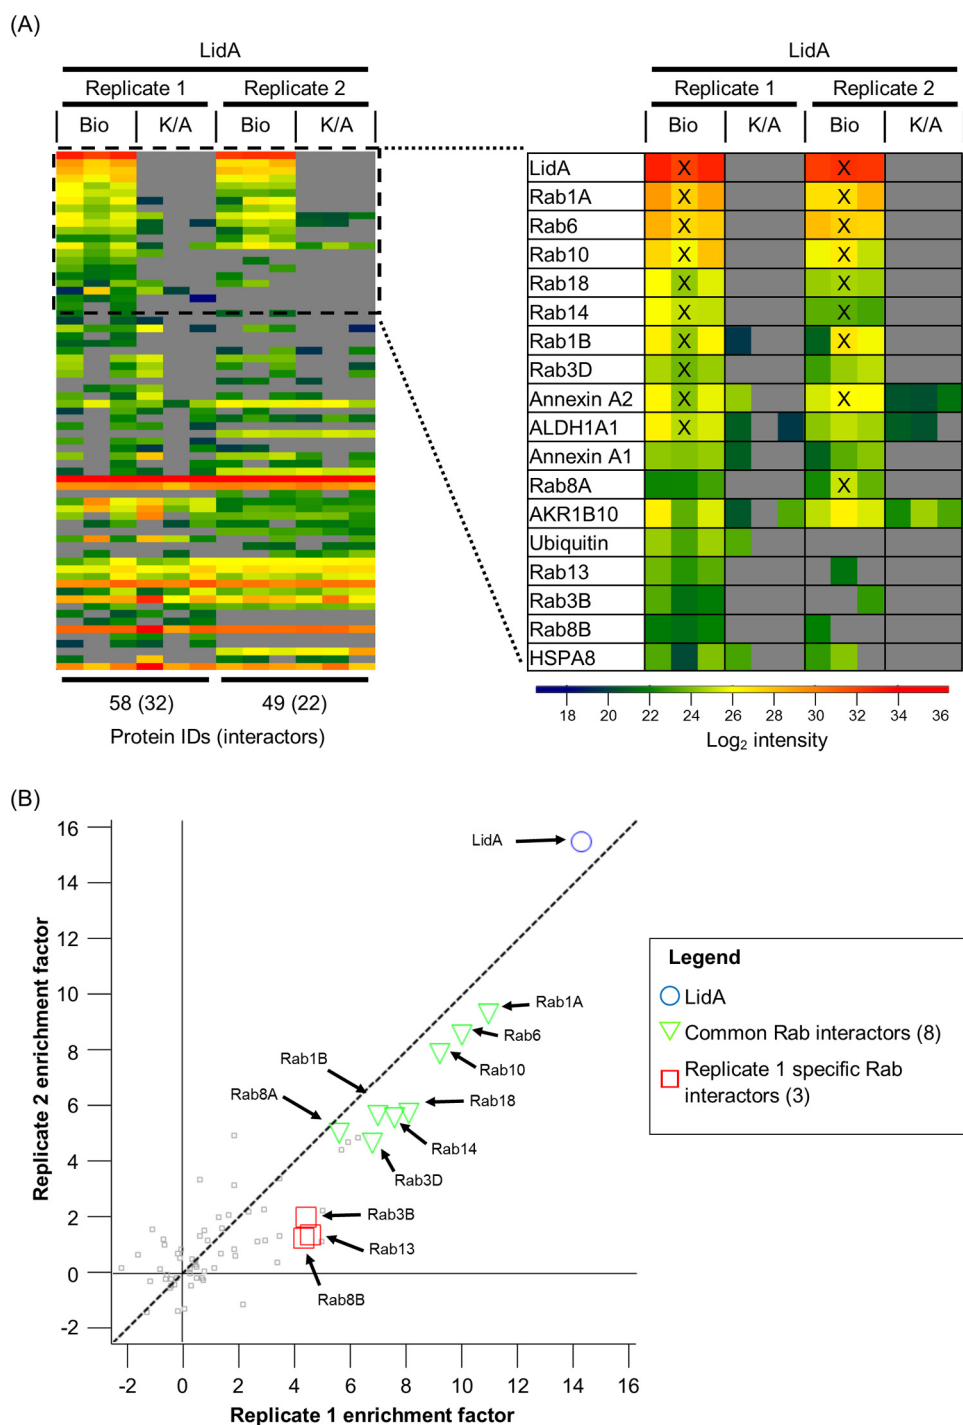 (A)
LidA
Replicate 1 Replicate 2
Bio K/A Bio K/A
58 (32) 49 (22)
Protein IDs (interactors)
LidA
Replicate 1 Replicate 2
Bio K/A Bio K/A
LidA X X
Rab1A X X
Rab6 X X
Rab10 X X
Rab18 X X
Rab14 X X
Rab1B X X
Rab3D X
Annexin A2 X X
ALDH1A1 X
Annexin A1
Rab8A X
AKR1B10
Ubiquitin
Rab13
Rab3B
Rab8B
HSPA8
18 20 22 24 26 28 30 32 34 36
Log2 intensity
(B)
Replicate 2 enrichment factor
16
14
12
10
8
6
4
2
0
-2
LidA
Rab1A
Rab6
Rab10
Rab1B
Rab8A
Rab18
Rab14
Rab3D
Rab3B
Rab13
Rab8B
-2 0 2 4 6 8 10 12 14 16
Replicate 1 enrichment factor
Legend
LidA
Common Rab interactors (8)
Replicate 1 specific Rab
interactors (3)